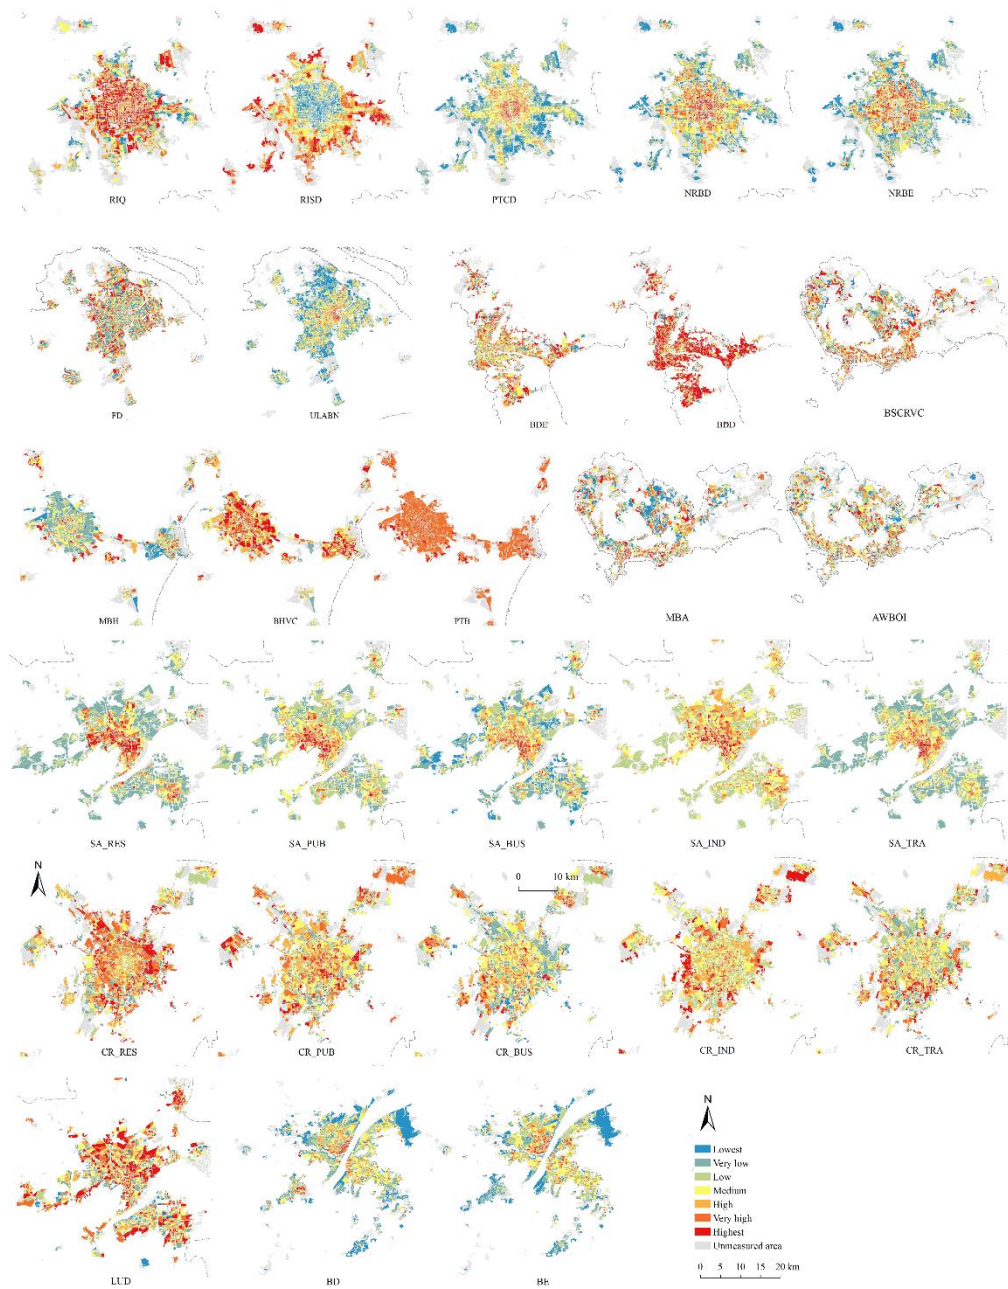 RIQ
RISD
PTCD
NRBD
NRBE
FD
ULABN
BDE
BDD
BSCRVC
MBH
BHVC
PTB
MBA
AWBOI
SA_RES
SA_PUB
SA_BUS
SA_IND
SA_TRA
N
0 10 km
CR_RES
CR_PUB
CR_BUS
CR_IND
CR_TRA
LUD
BD
BE
N
Lowest
Very low
Low
Medium
High
Very high
Highest
Unmeasured area
0 5 10 15 20 km